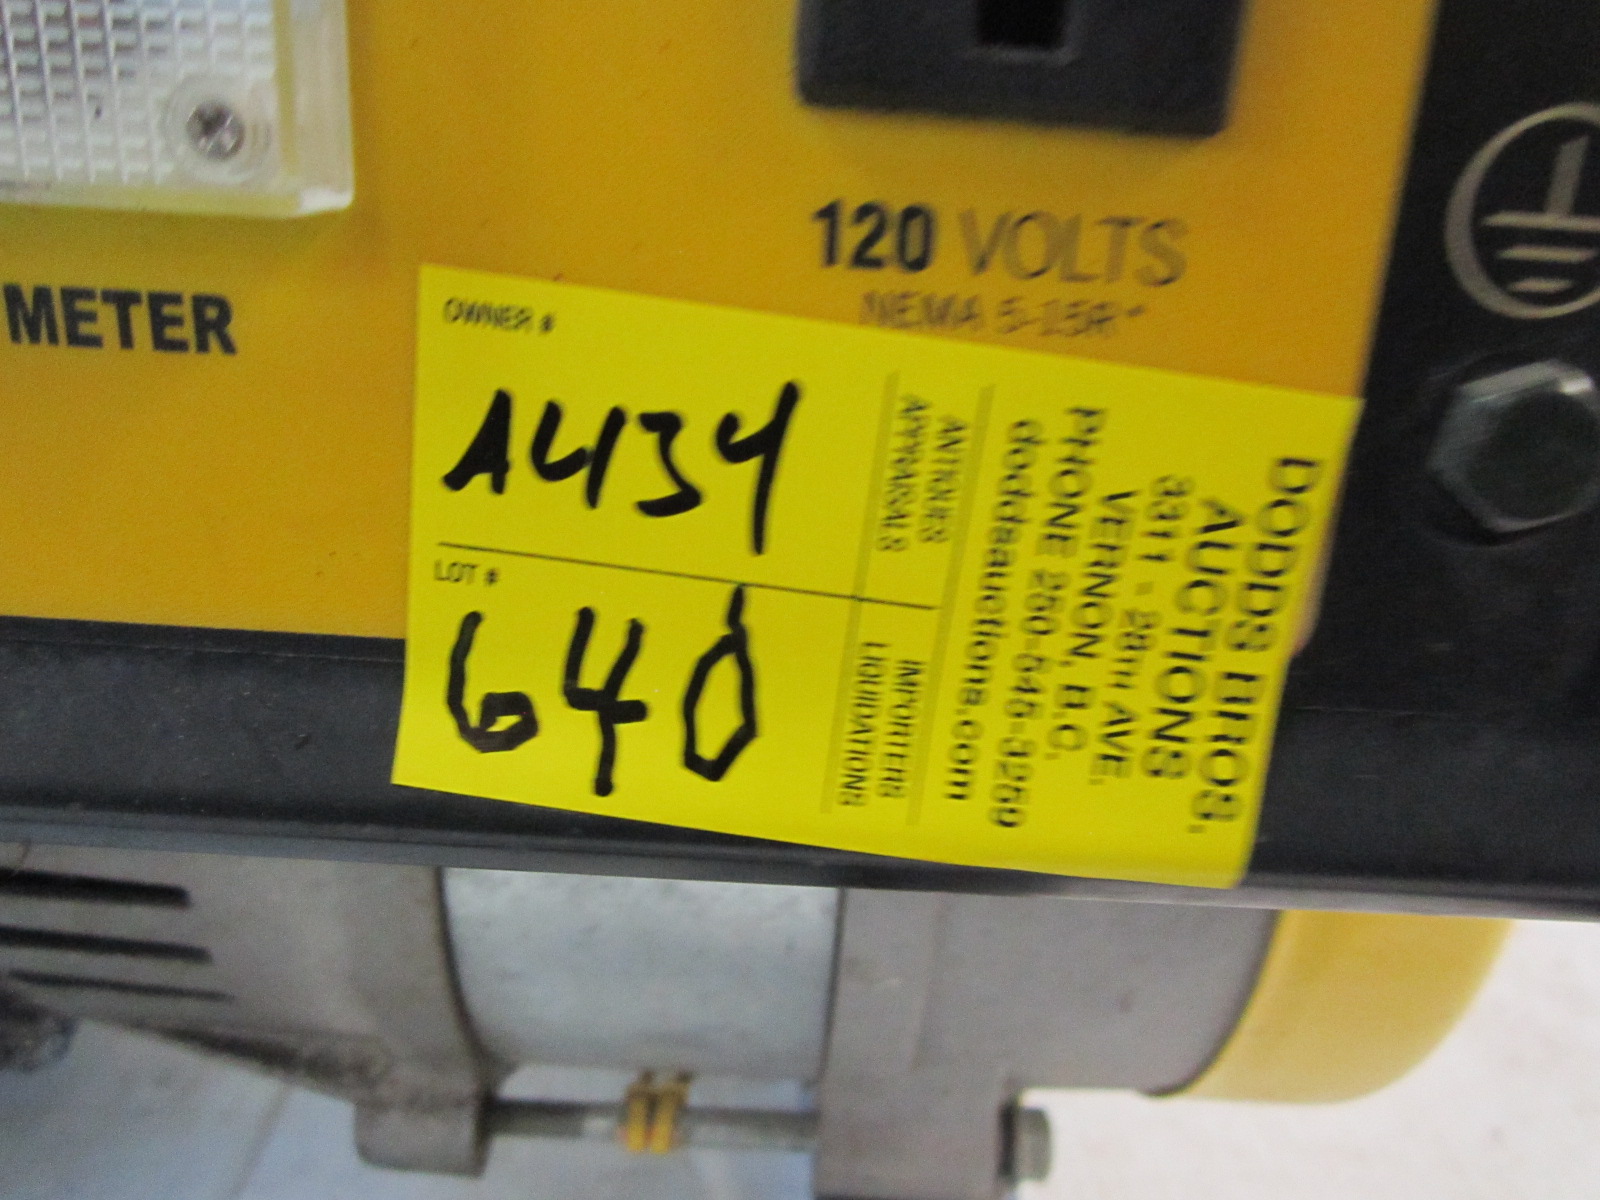 METER
120 VOLTS
NEMA 5-15R*
OWNER #
A434
LOT #
640
DODDS BROS.
AUCTIONS
3311 - 28TH AVE.
VERNON, B.C.
PHONE 250-545-3259
doddsauctions.com
ANTIQUES
APPRAISALS
IMPORTERS
LIQUIDATIONS